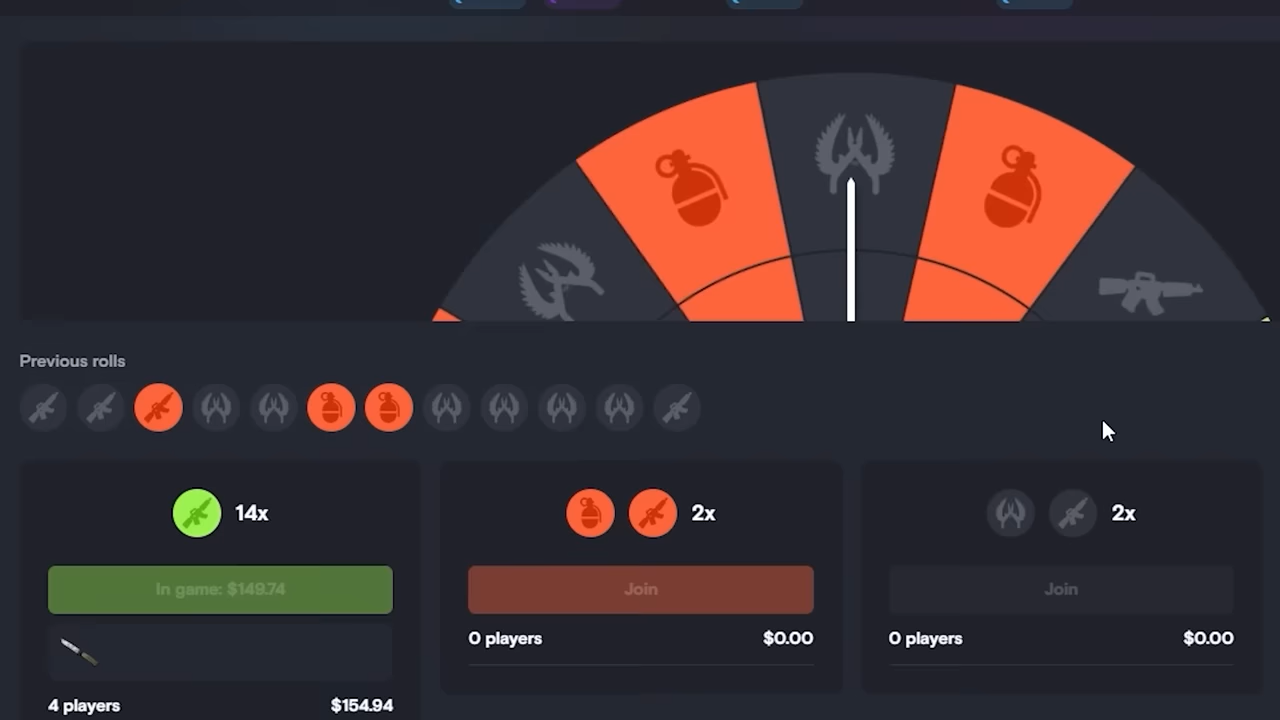 Previous rolls
14x
2x
2x
In game: $149.74
Join
Join
0 players
$0.00
0 players
$0.00
4 players
$154.94